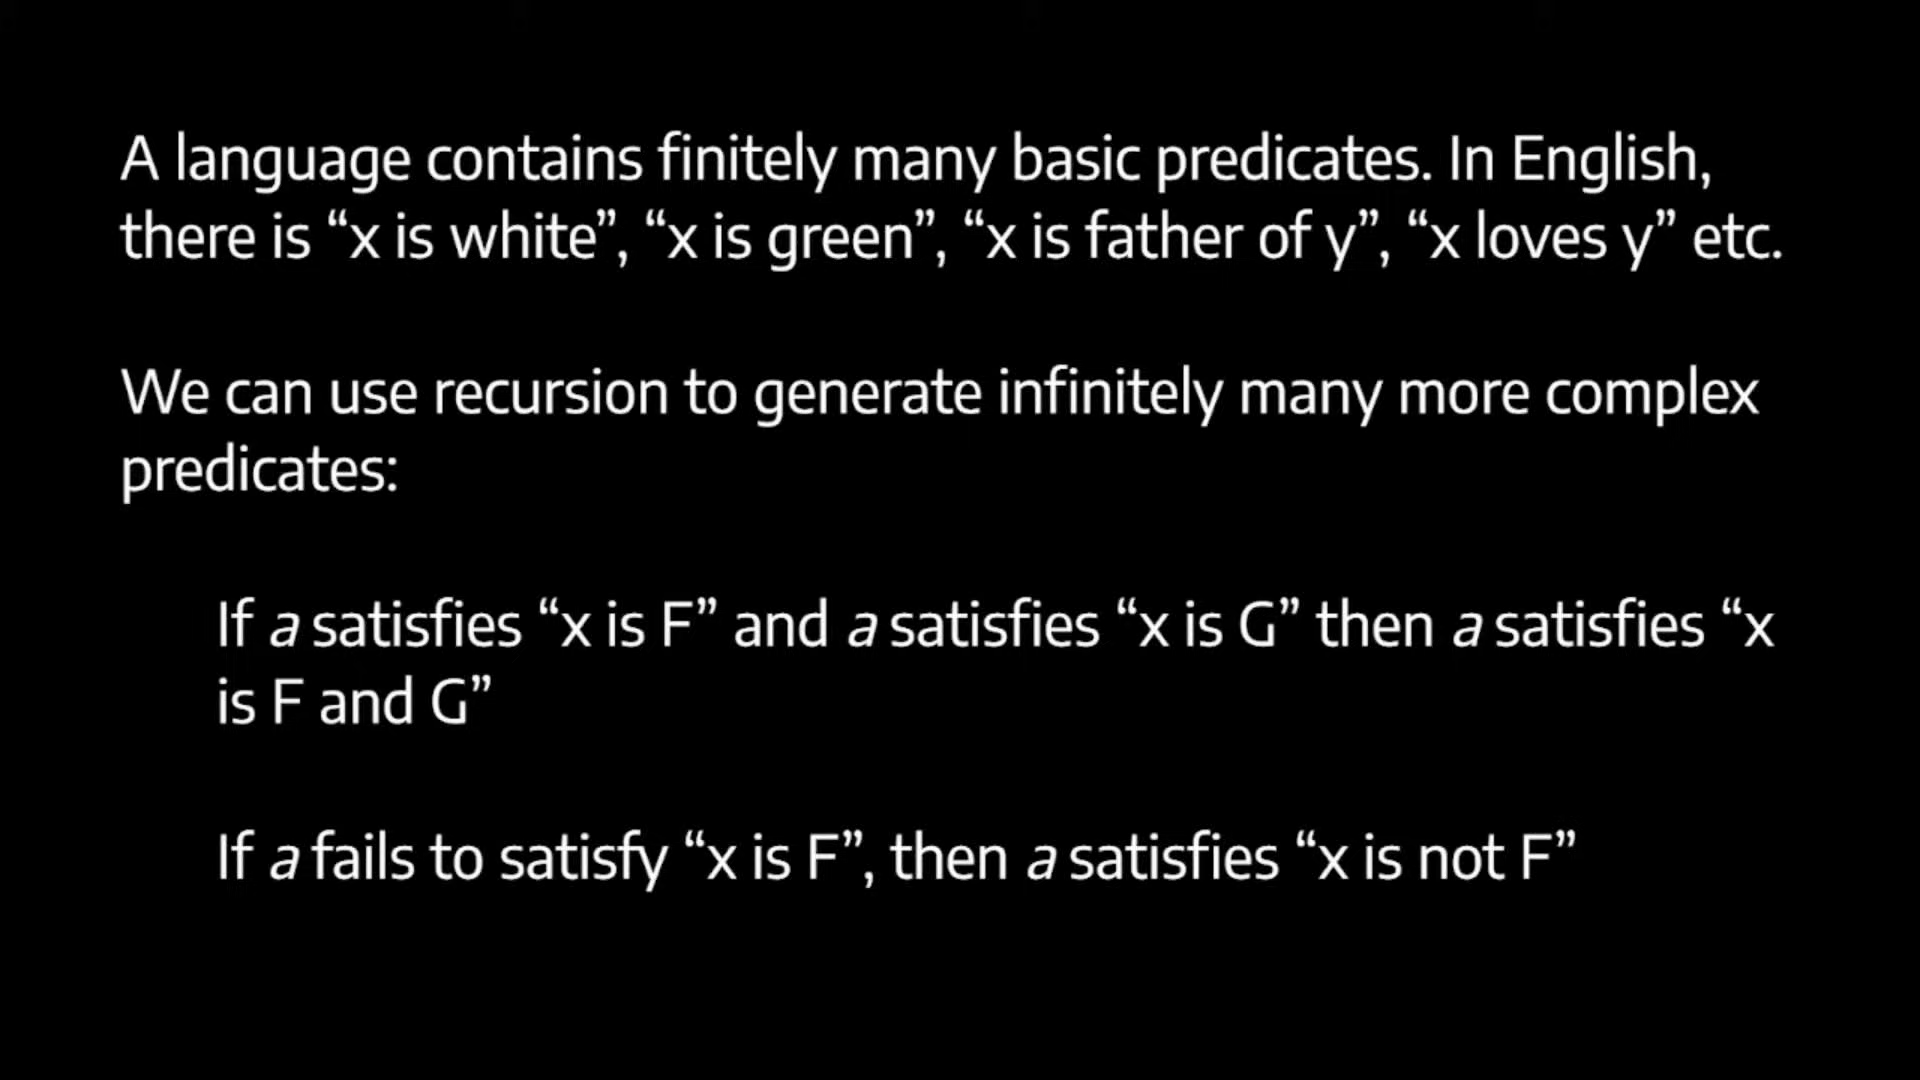 A language contains finitely many basic predicates. In English,
there is “x is white”, “x is green”, “x is father of y”, “x loves y” etc.
We can use recursion to generate infinitely many more complex
predicates:
If a satisfies “x is F” and a satisfies “x is G” then a satisfies “x
is F and G”
If a fails to satisfy “x is F”, then a satisfies “x is not F”